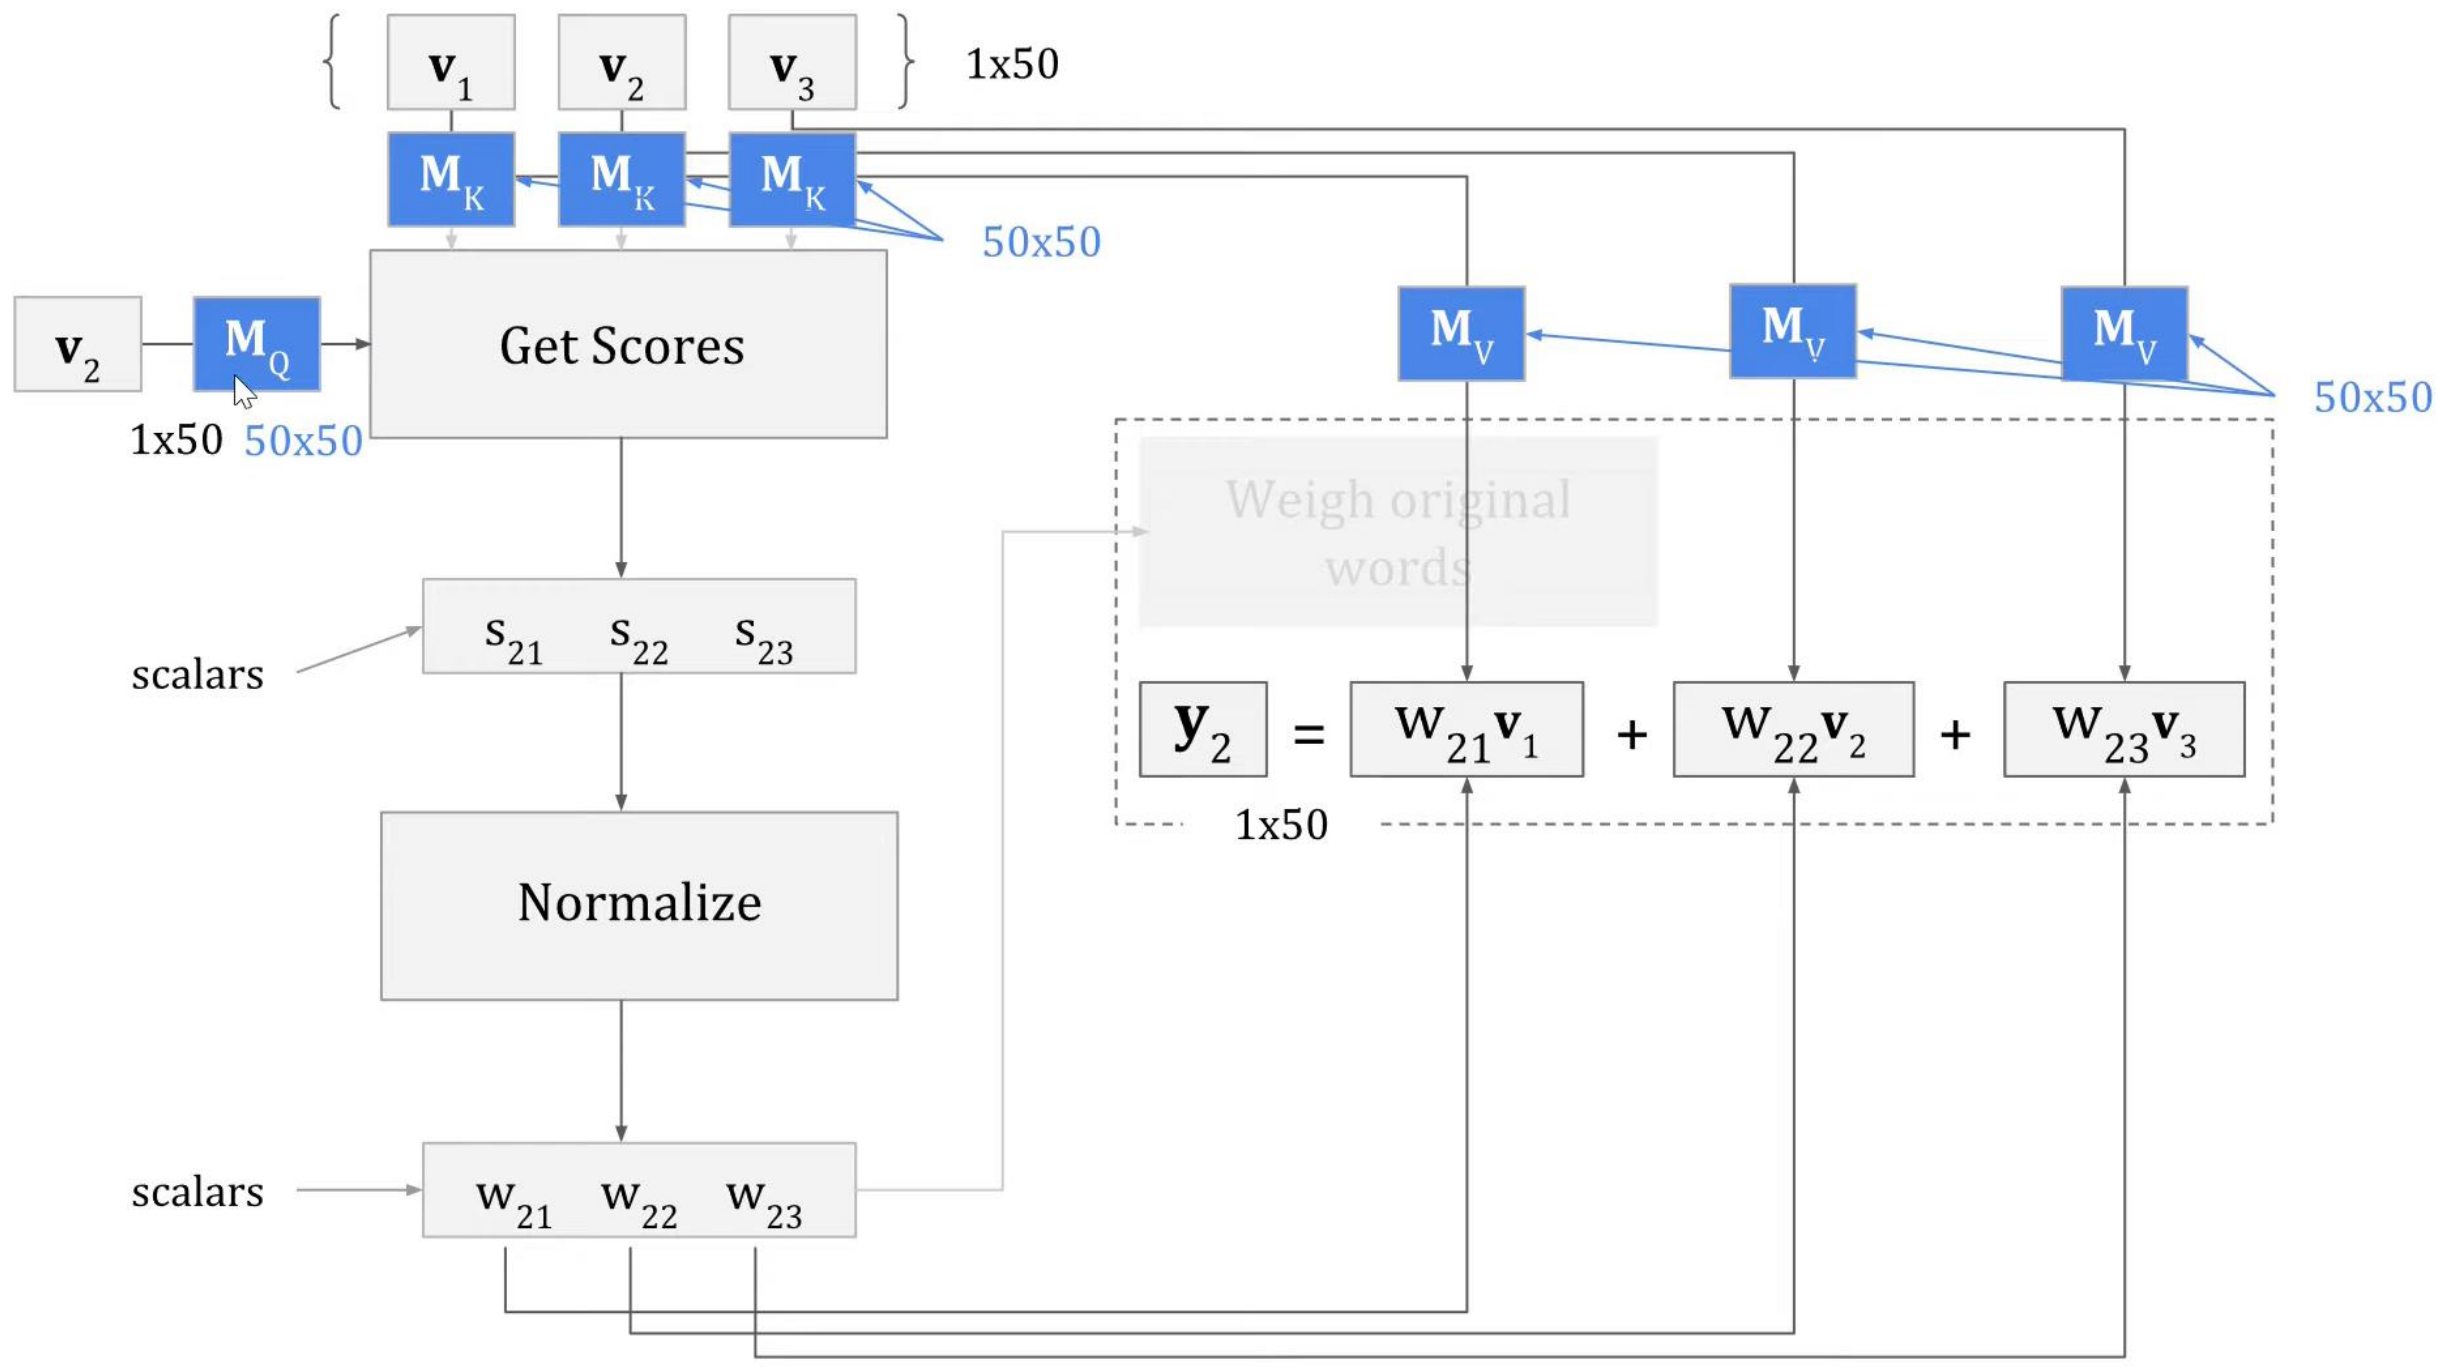 v1 v2 v3 1x50
MK MK MK
50x50
v2 MQ Get Scores MV MV MV
1x50 50x50
50x50
Weigh original
words
s21 s22 s23
scalars
y2 = w21v1 + w22v2 + w23v3
1x50
Normalize
scalars
w21 w22 w23